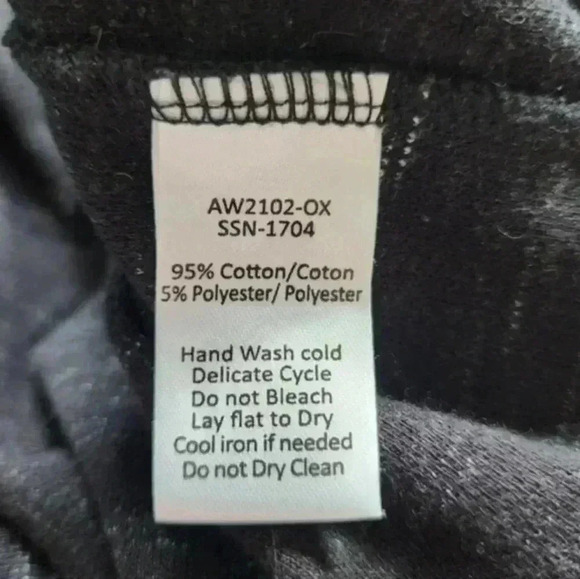 AW2102-OX
SSN-1704
95% Cotton/Coton
5% Polyester/ Polyester
Hand Wash cold
Delicate Cycle
Do not Bleach
Lay flat to Dry
Cool iron if needed
Do not Dry Clean